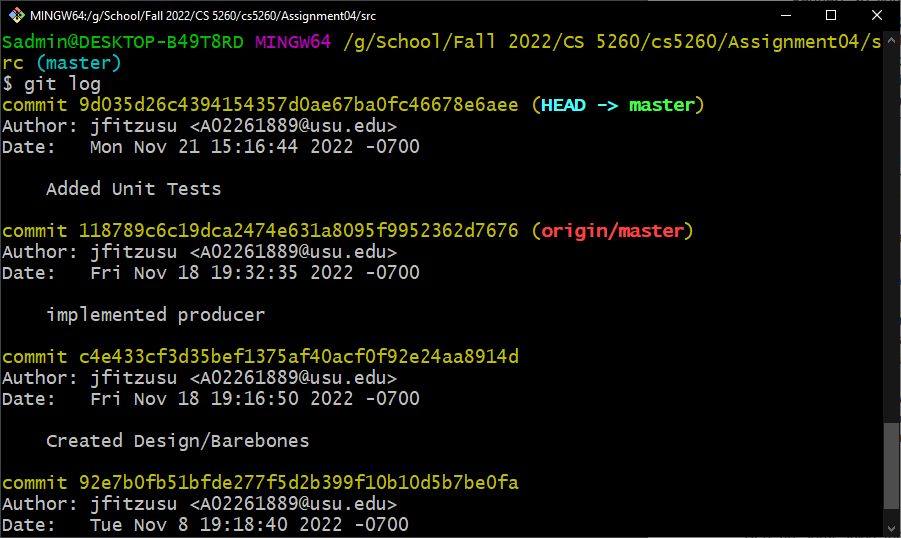 MINGW64:/g/School/Fall 2022/CS 5260/cs5260/Assignment04/src
Sadmin@DESKTOP-B49T8RD MINGW64 /g/School/Fall 2022/CS 5260/cs5260/Assignment04/s
rc (master)
$ git log
commit 9d035d26c4394154357d0ae67ba0fc46678e6aee (HEAD -> master)
Author: jfitzusu <A02261889@usu.edu>
Date:   Mon Nov 21 15:16:44 2022 -0700
    Added Unit Tests
commit 118789c6c19dca2474e631a8095f9952362d7676 (origin/master)
Author: jfitzusu <A02261889@usu.edu>
Date:   Fri Nov 18 19:32:35 2022 -0700
    implemented producer
commit c4e433cf3d35bef1375af40acf0f92e24aa8914d
Author: jfitzusu <A02261889@usu.edu>
Date:   Fri Nov 18 19:16:50 2022 -0700
    Created Design/Barebones
commit 92e7b0fb51bfde277f5d2b399f10b10d5b7be0fa
Author: jfitzusu <A02261889@usu.edu>
Date:   Tue Nov 8 19:18:40 2022 -0700